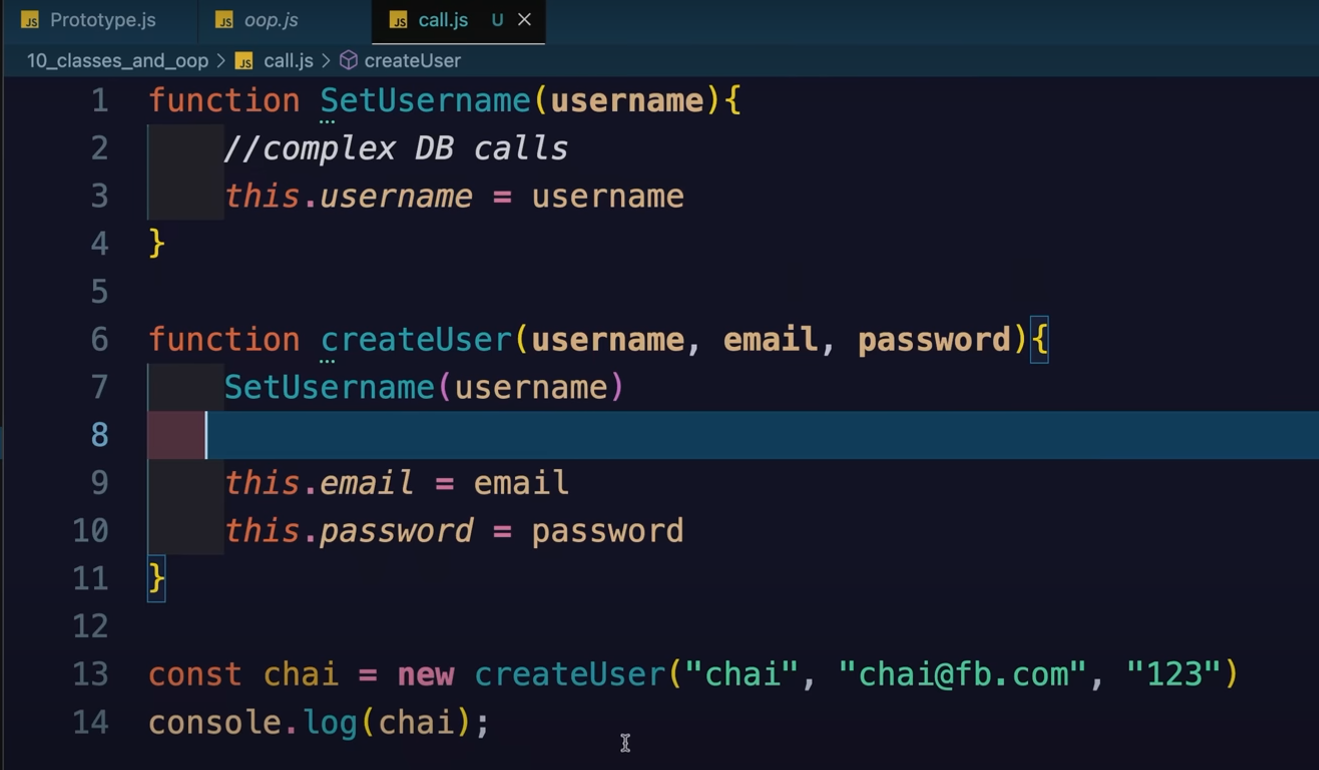 JS Prototype.js JS oop.js JS call.js U ×
10_classes_and_oop > JS call.js > createUser
1 function SetUsername(username){
2 //complex DB calls
3 this.username = username
4 }
5
6 function createUser(username, email, password){
7 SetUsername(username)
8
9 this.email = email
10 this.password = password
11 }
12
13 const chai = new createUser("chai", "chai@fb.com", "123")
14 console.log(chai);